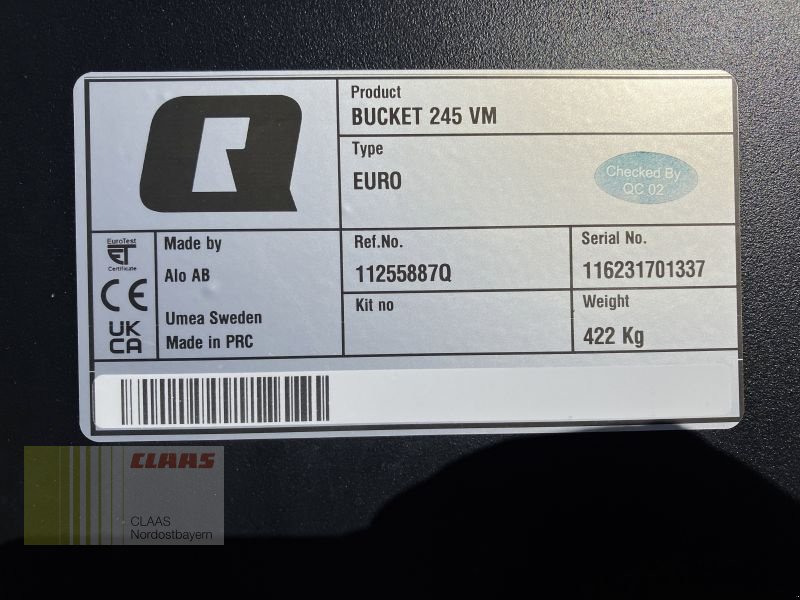 Product
BUCKET 245 VM
Type
EURO
Checked By
QC 02
EuroTest
ET
Certificate
CE
UK
CA
Made by
Alo AB
Umea Sweden
Made in PRC
Ref.No.
11255887Q
Kit no
Serial No.
116231701337
Weight
422 Kg
CLAAS
CLAAS
Nordostbayern